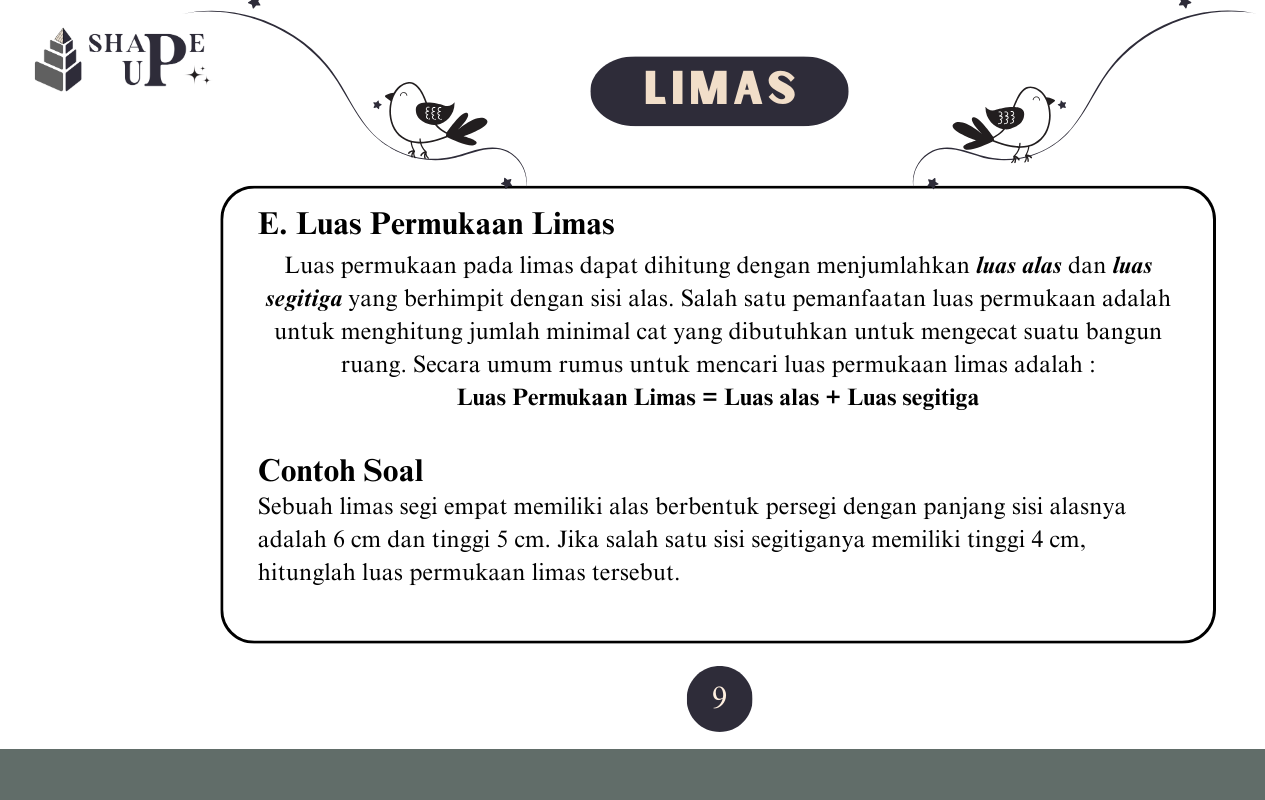 SHAPE
UP
LIMAS
E. Luas Permukaan Limas
Luas permukaan pada limas dapat dihitung dengan menjumlahkan luas alas dan luas
segitiga yang berhimpit dengan sisi alas. Salah satu pemanfaatan luas permukaan adalah
untuk menghitung jumlah minimal cat yang dibutuhkan untuk mengecat suatu bangun
ruang. Secara umum rumus untuk mencari luas permukaan limas adalah :
Luas Permukaan Limas = Luas alas + Luas segitiga
Contoh Soal
Sebuah limas segi empat memiliki alas berbentuk persegi dengan panjang sisi alasnya
adalah 6 cm dan tinggi 5 cm. Jika salah satu sisi segitiganya memiliki tinggi 4 cm,
hitunglah luas permukaan limas tersebut.
9